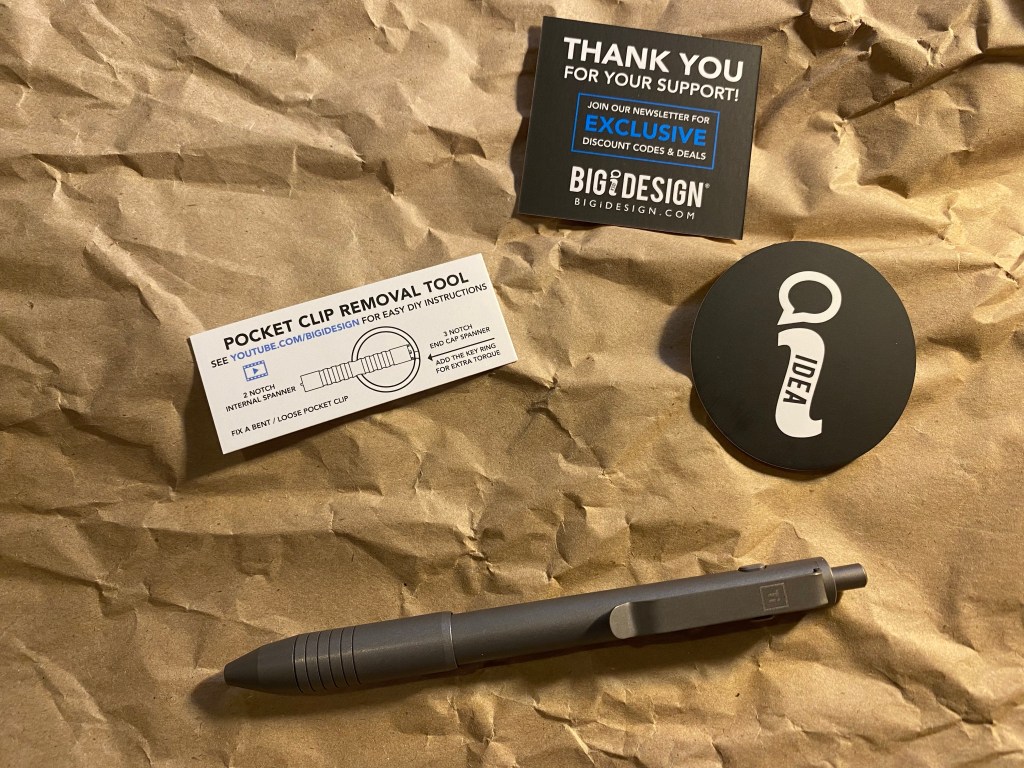 THANK YOU
FOR YOUR SUPPORT!
JOIN OUR NEWSLETTER FOR
EXCLUSIVE
DISCOUNT CODES & DEALS
BIGiDESIGN®
BIGiDESIGN.COM
POCKET CLIP REMOVAL TOOL
SEE YOUTUBE.COM/BIGIDESIGN FOR EASY DIY INSTRUCTIONS
3 NOTCH
END CAP SPANNER
ADD THE KEY RING
FOR EXTRA TORQUE
2 NOTCH
INTERNAL SPANNER
FIX A BENT / LOOSE POCKET CLIP
IDEA
Ti